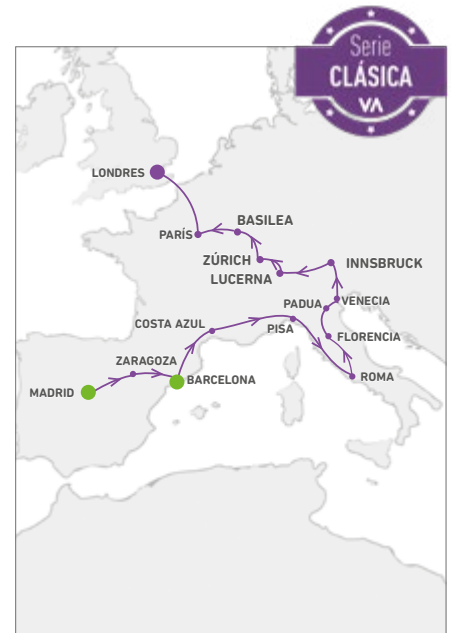 Serie
CLÁSICA
VA
LONDRES
PARÍS
BASILEA
ZÚRICH
LUCERNA
INNSBRUCK
PADUA
VENECIA
COSTA AZUL
PISA
FLORENCIA
ZARAGOZA
BARCELONA
ROMA
MADRID